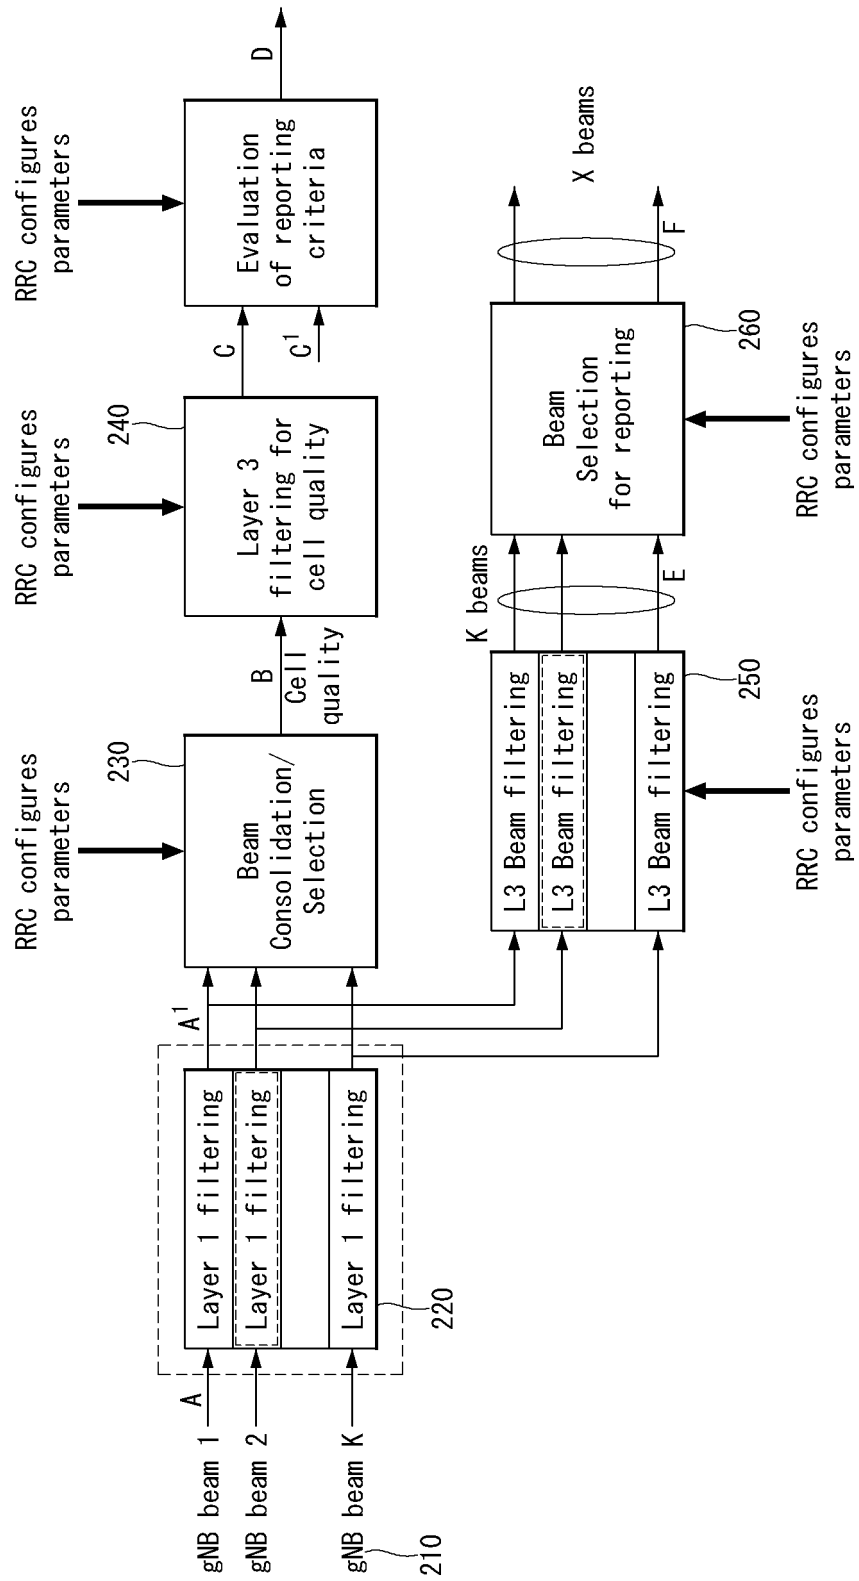 gNB beam 1
gNB beam 2
gNB beam K
210
A
Layer 1 filtering
Layer 1 filtering
Layer 1 filtering
220
A1
RRC configures
parameters
230
Beam
Consolidation/
Selection
B
Cell
quality
RRC configures
parameters
240
Layer 3
filtering for
cell quality
C
C1
RRC configures
parameters
Evaluation
of reporting
criteria
D
L3 Beam filtering
L3 Beam filtering
L3 Beam filtering
250
RRC configures
parameters
K beams
E
Beam
Selection
for reporting
260
RRC configures
parameters
F
X beams